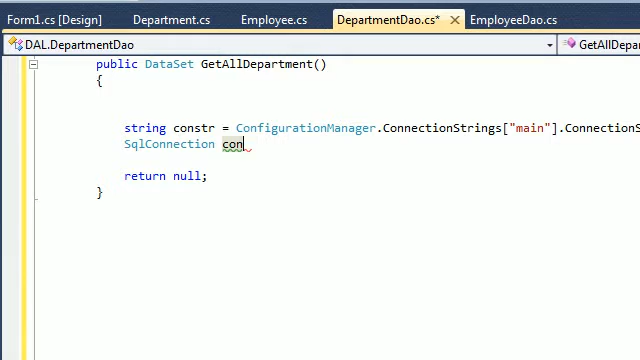 Form1.cs [Design] Department.cs Employee.cs DepartmentDao.cs* EmployeeDao.cs
DAL.DepartmentDao GetAllDepar
public DataSet GetAllDepartment()
{
string constr = ConfigurationManager.ConnectionStrings["main"].ConnectionS
SqlConnection con
return null;
}